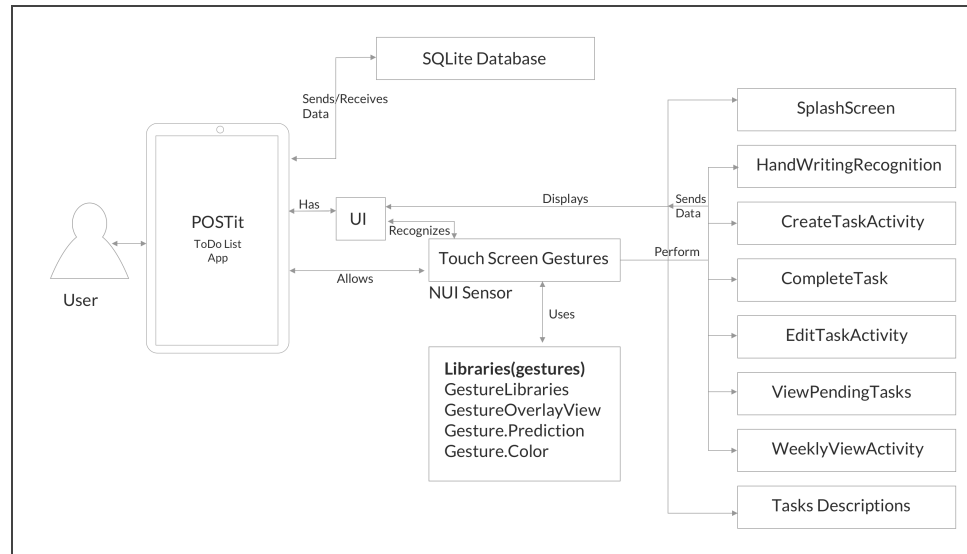 SQLite Database
Sends/Receives
Data
SplashScreen
HandWritingRecognition
Has
Displays
Sends
Data
POSTit
ToDo List
App
UI
CreateTaskActivity
Recognizes
Perform
Touch Screen Gestures
CompleteTask
Allows
NUI Sensor
User
Uses
EditTaskActivity
Libraries(gestures)
GestureLibraries
GestureOverlayView
Gesture.Prediction
Gesture.Color
ViewPendingTasks
WeeklyViewActivity
Tasks Descriptions